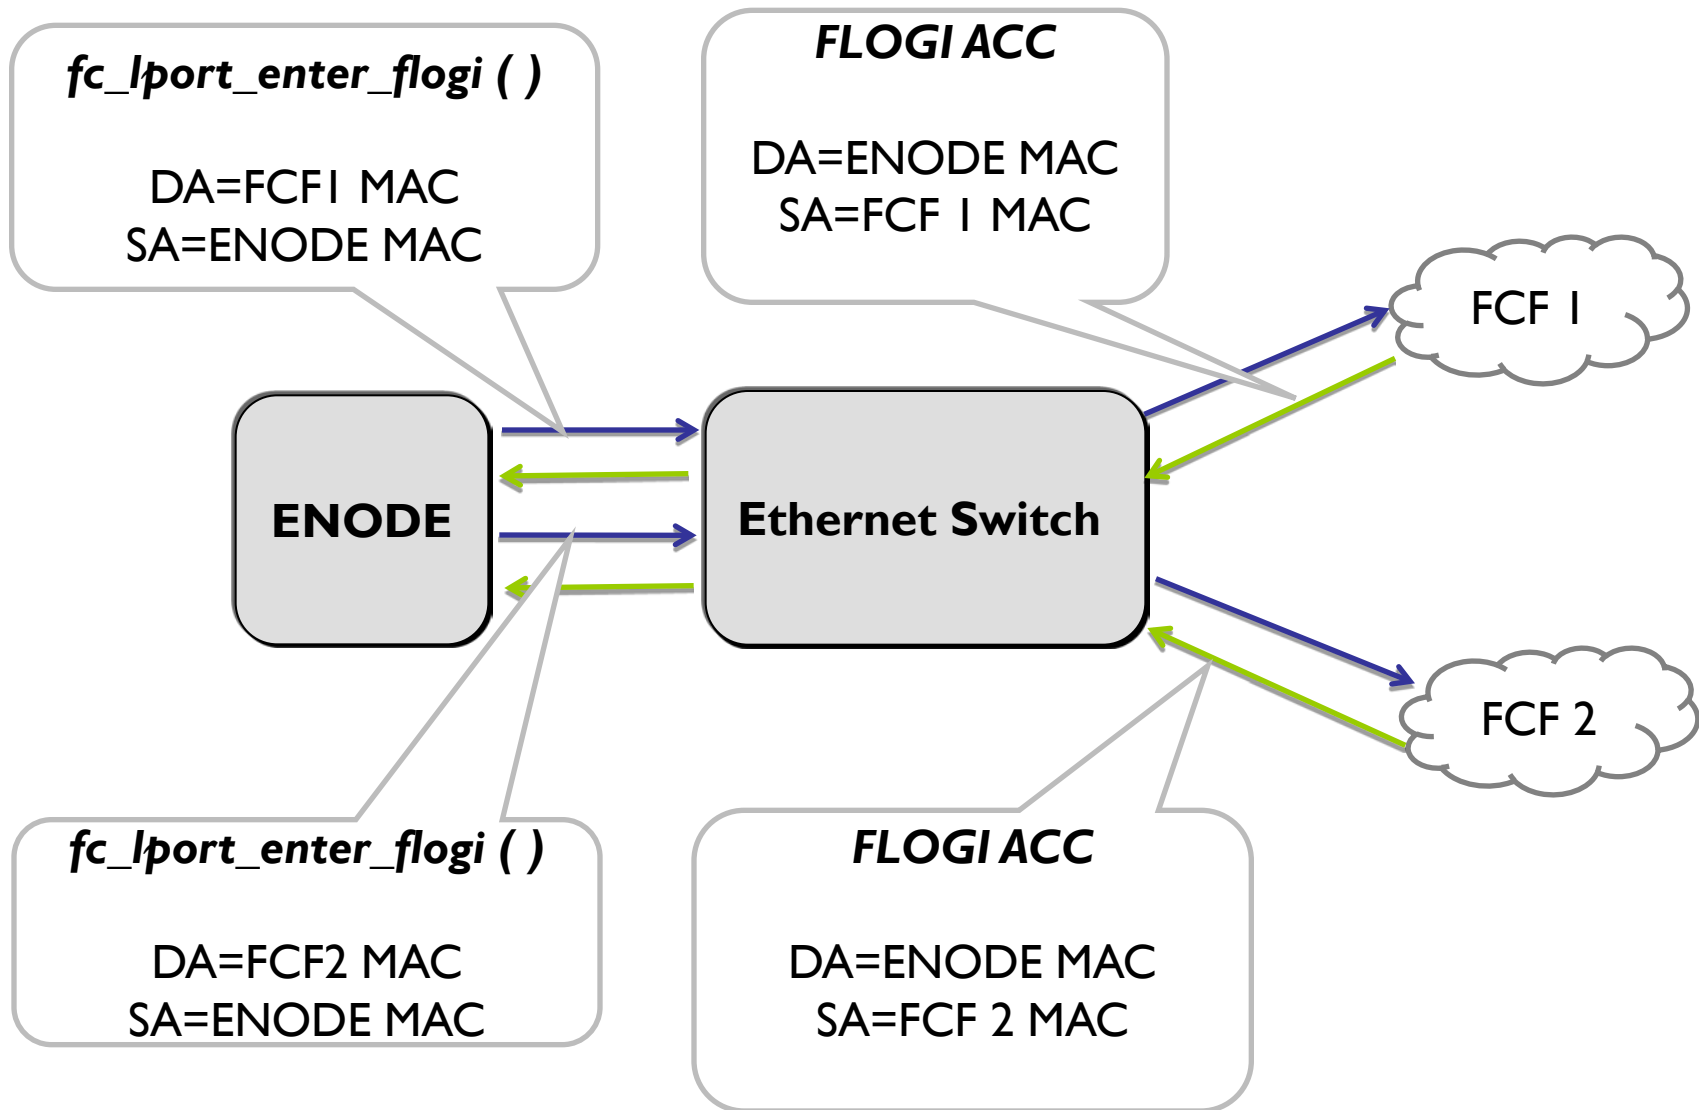 fc_lport_enter_flogi ( )
DA=FCF1 MAC
SA=ENODE MAC
FLOGI ACC
DA=ENODE MAC
SA=FCF 1 MAC
FCF 1
ENODE
Ethernet Switch
FCF 2
fc_lport_enter_flogi ( )
DA=FCF2 MAC
SA=ENODE MAC
FLOGI ACC
DA=ENODE MAC
SA=FCF 2 MAC